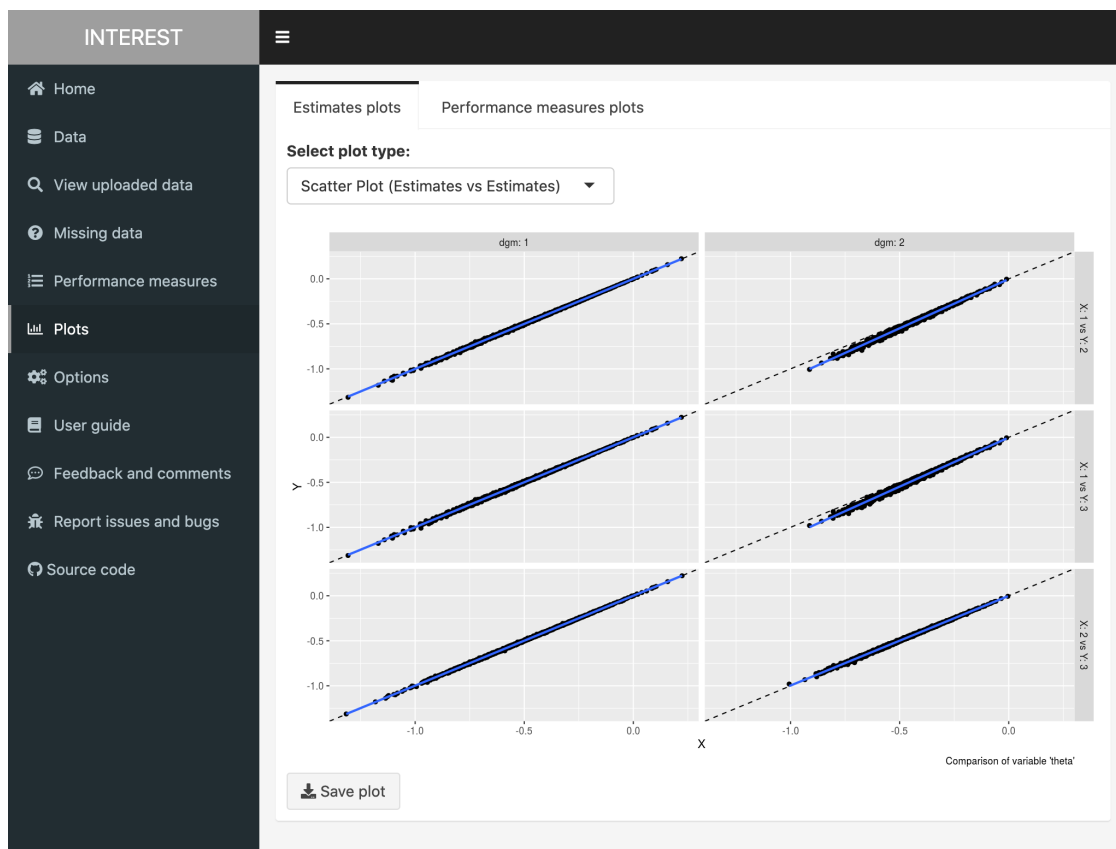 INTEREST
Home
Data
View uploaded data
Missing data
Performance measures
Plots
Options
User guide
Feedback and comments
Report issues and bugs
Source code
Estimates plots
Performance measures plots
Select plot type:
Scatter Plot (Estimates vs Estimates)
dgm: 1
dgm: 2
0.0
-0.5
-1.0
X: 1 vs Y: 2
0.0
-0.5
-1.0
X: 1 vs Y: 3
Y
0.0
-0.5
-1.0
X: 2 vs Y: 3
-1.0
-0.5
0.0
-1.0
-0.5
0.0
X
Comparison of variable 'theta'
Save plot